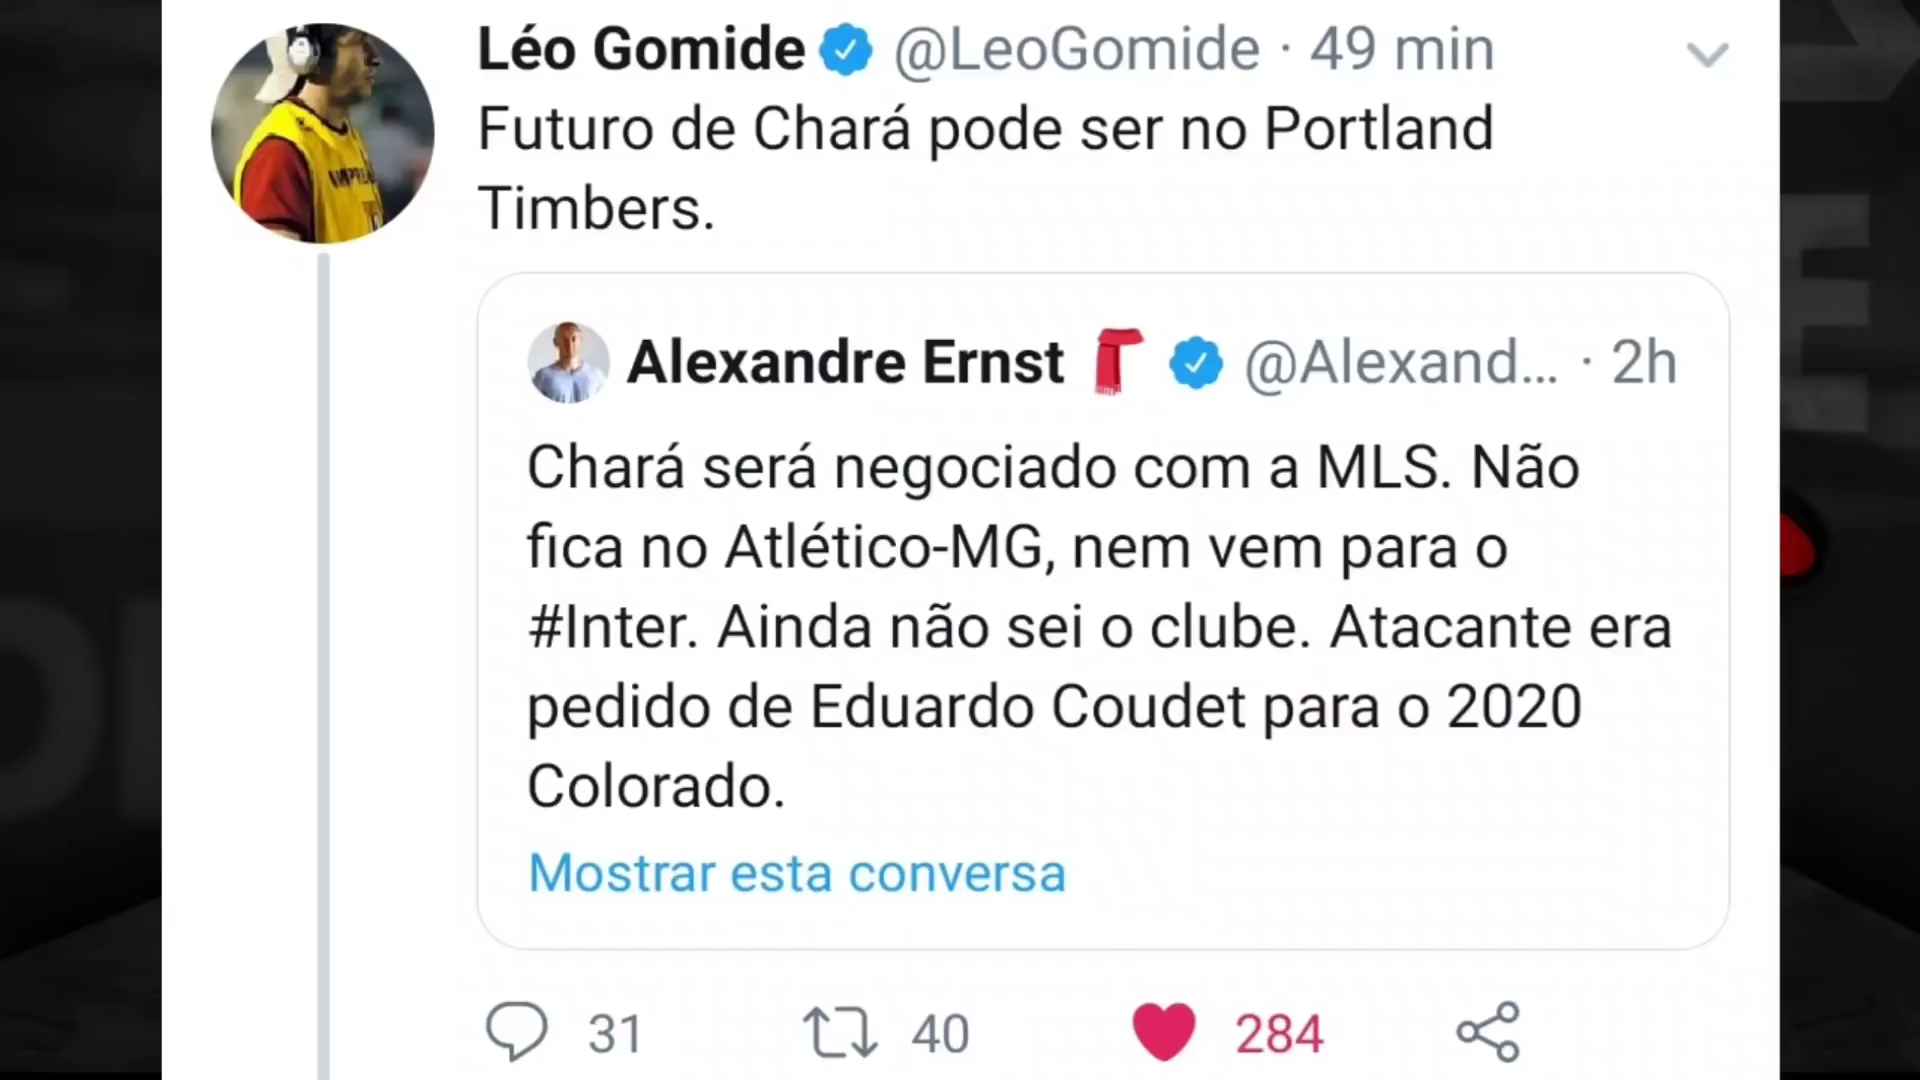 Léo Gomide @LeoGomide · 49 min
Futuro de Chará pode ser no Portland
Timbers.
Alexandre Ernst @Alexand... · 2h
Chará será negociado com a MLS. Não
fica no Atlético-MG, nem vem para o
#Inter. Ainda não sei o clube. Atacante era
pedido de Eduardo Coudet para o 2020
Colorado.
Mostrar esta conversa
31 40 284